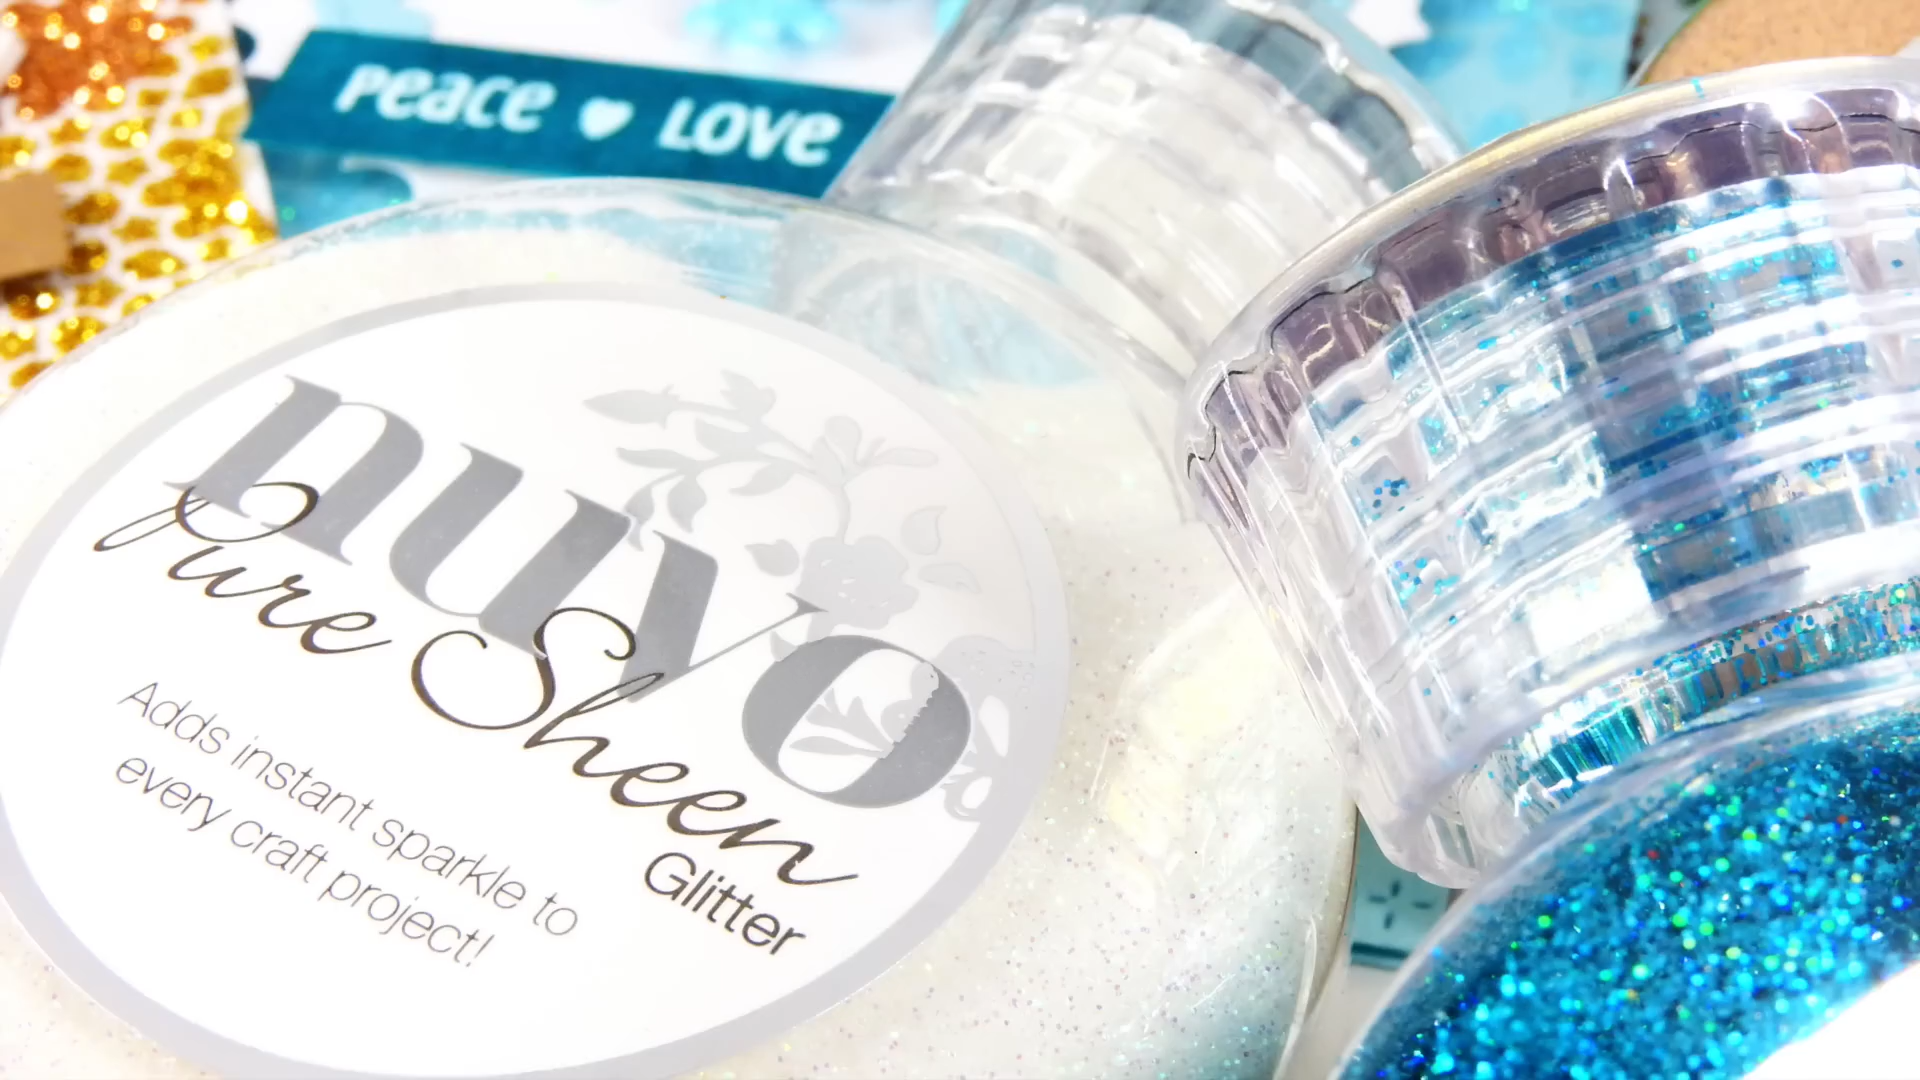 Peace ♥ Love
nuvo
Pure Sheen
Glitter
Adds instant sparkle to
every craft project!